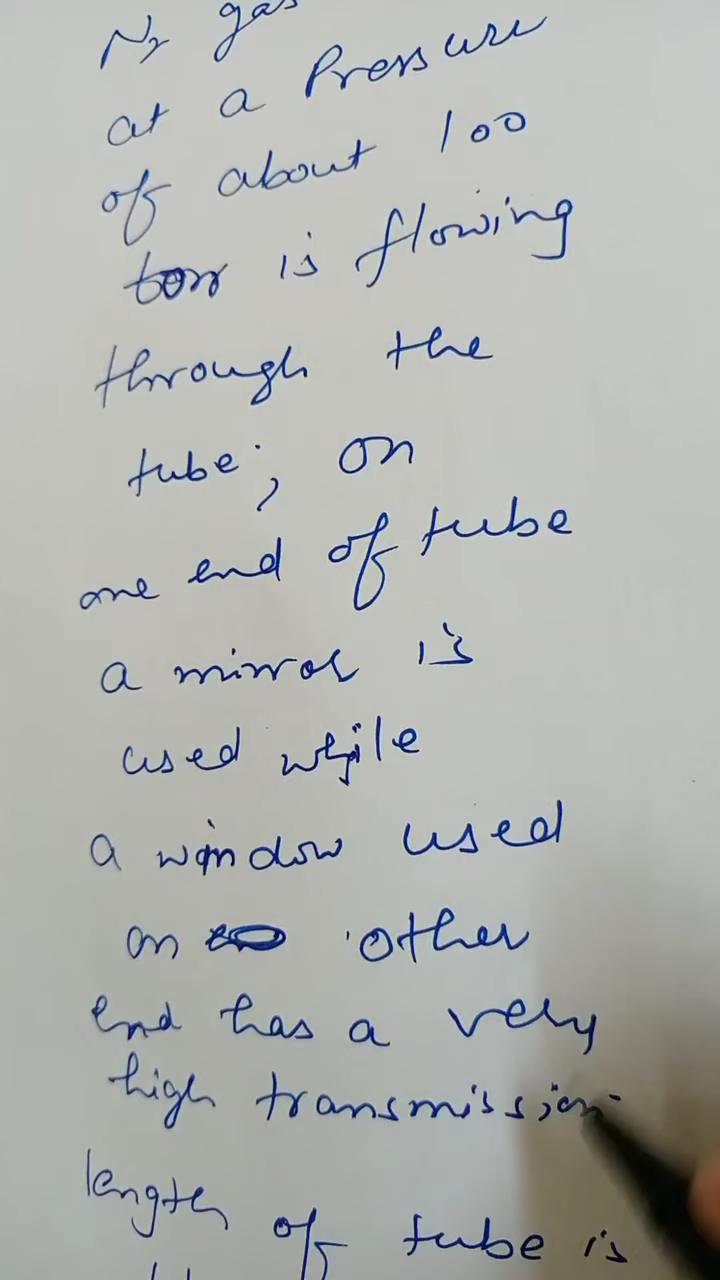 N₂ gas
at a Pressure
of about 100
torr is flowing
through the
tube; on
one end of tube
a mirror is
used while
a window used
on other
end has a very
high transmission
length of tube is